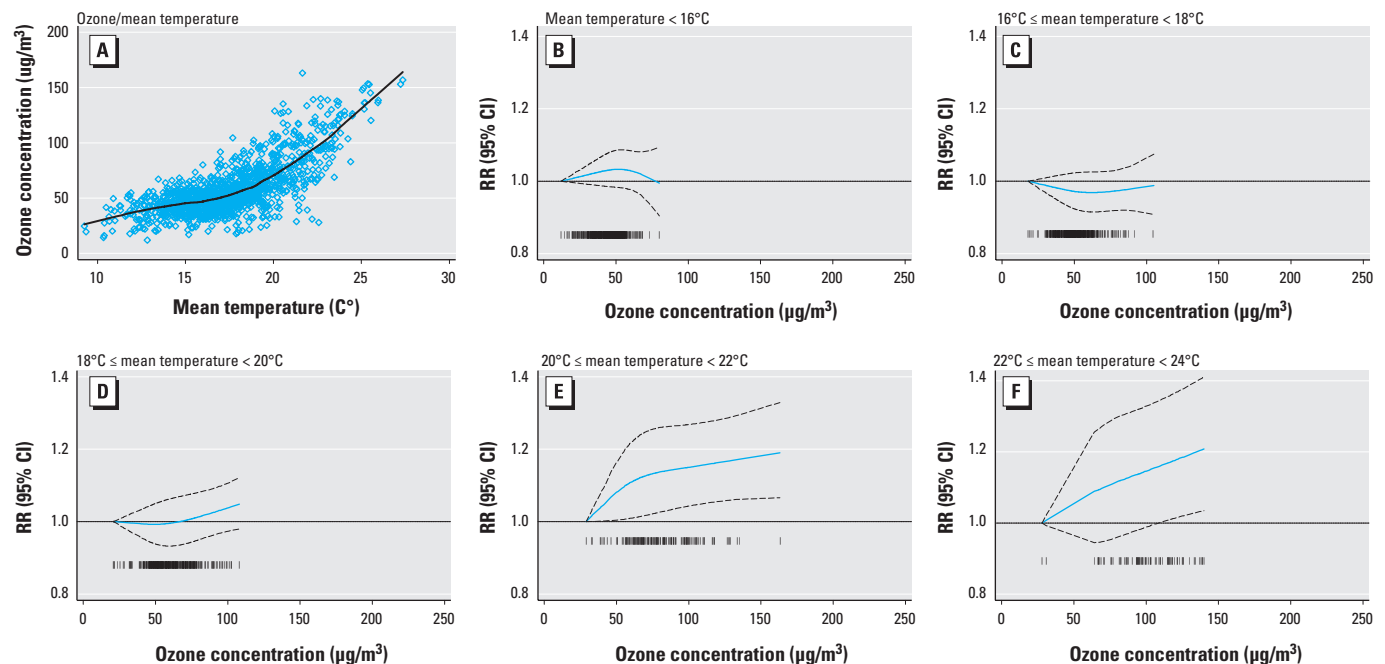 Ozone/mean temperature
A
Ozone concentration (ug/m³)
200
150
100
50
0
10 15 20 25 30
Mean temperature (C°)
Mean temperature < 16°C
B
RR (95% CI)
1.4
1.2
1.0
0.8
0 50 100 150 200 250
Ozone concentration (µg/m³)
16°C ≤ mean temperature < 18°C
C
RR (95% CI)
1.4
1.2
1.0
0.8
0 50 100 150 200 250
Ozone concentration (µg/m³)
18°C ≤ mean temperature < 20°C
D
RR (95% CI)
1.4
1.2
1.0
0.8
0 50 100 150 200 250
Ozone concentration (µg/m³)
20°C ≤ mean temperature < 22°C
E
RR (95% CI)
1.4
1.2
1.0
0.8
0 50 100 150 200 250
Ozone concentration (µg/m³)
22°C ≤ mean temperature < 24°C
F
RR (95% CI)
1.4
1.2
1.0
0.8
0 50 100 150 200 250
Ozone concentration (µg/m³)